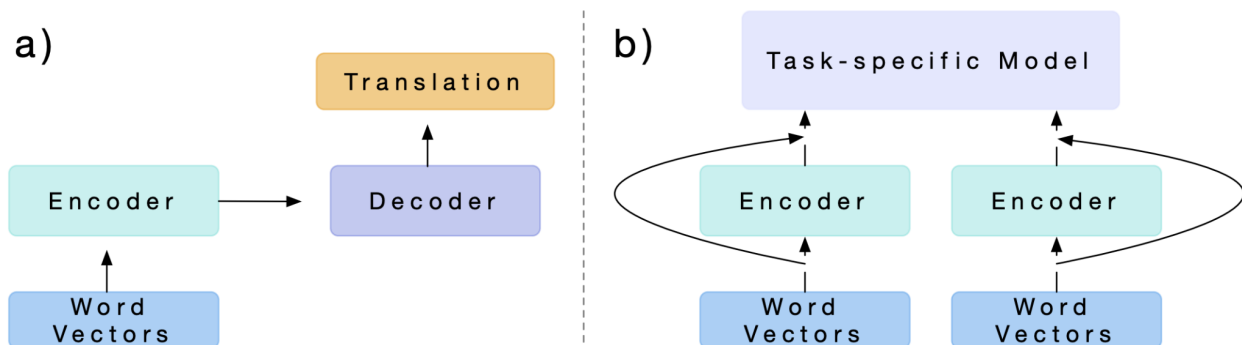 a)
Translation
Encoder
Decoder
Word
Vectors
b)
Task-specific Model
Encoder
Encoder
Word
Vectors
Word
Vectors